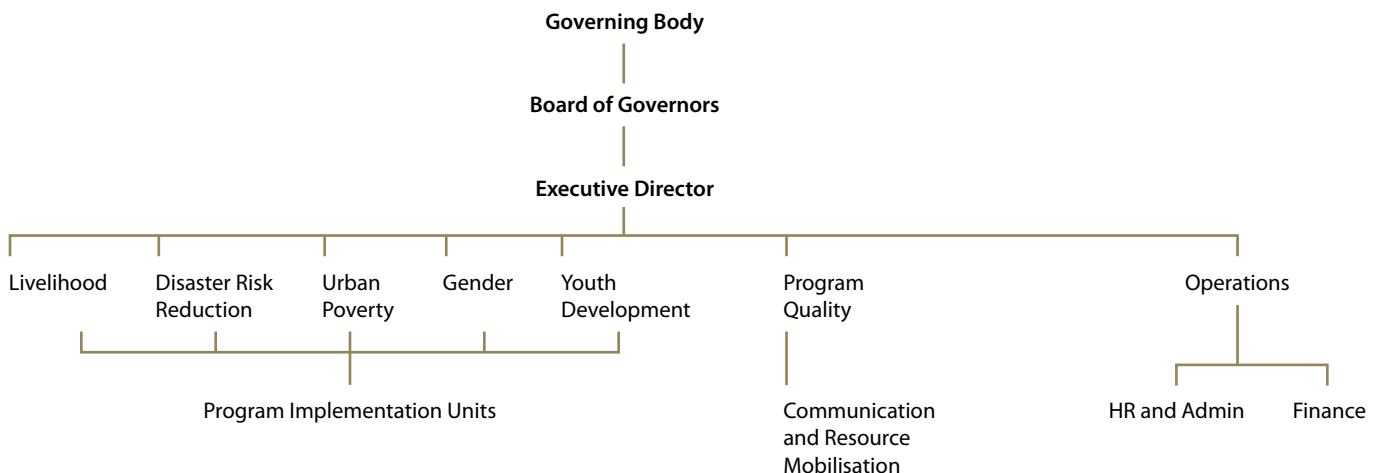 Governing Body
Board of Governors
Executive Director
Livelihood
Disaster Risk
Reduction
Urban
Poverty
Gender
Youth
Development
Program
Quality
Operations
Program Implementation Units
Communication
and Resource
Mobilisation
HR and Admin
Finance